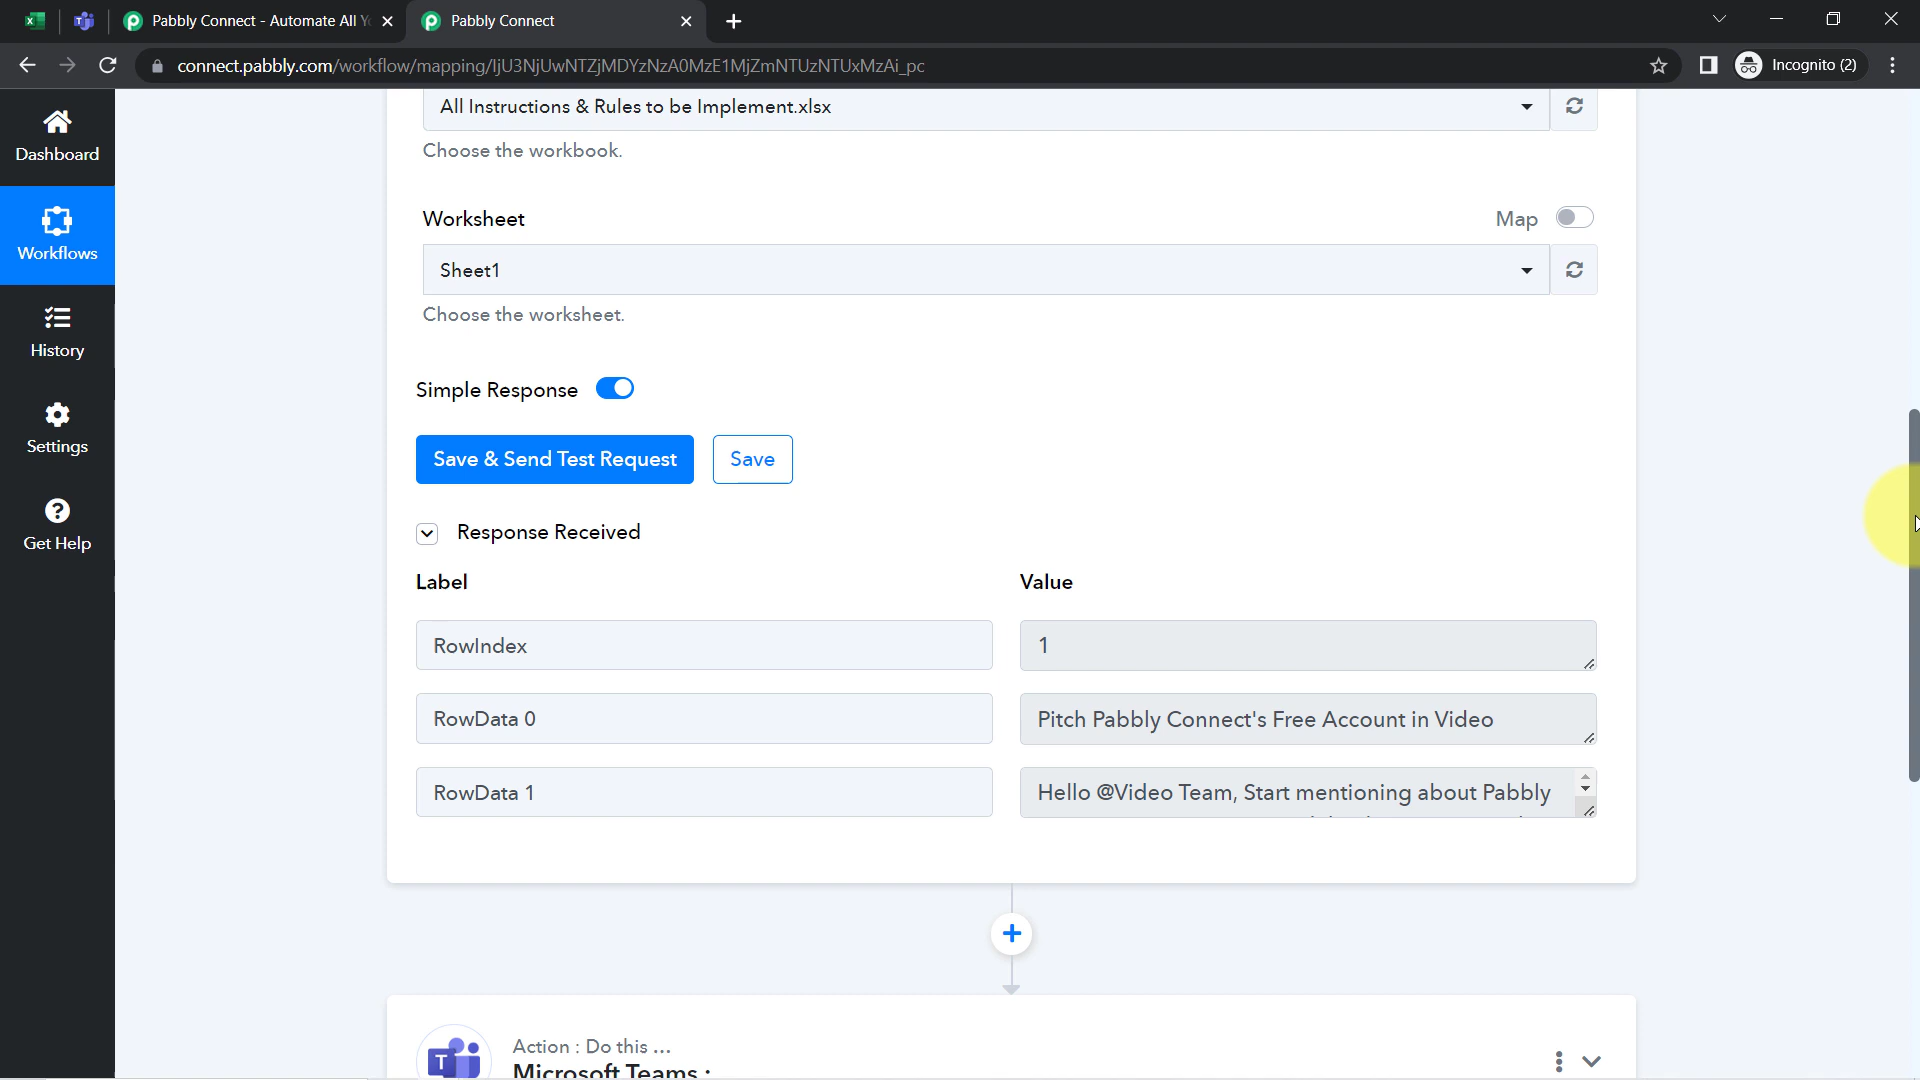 Pabbly Connect - Automate All Y
Pabbly Connect
connect.pabbly.com/workflow/mapping/IjU3NjUwNTZjMDYzNzA0MzE1MjZmNTUzNTUxMzAi_pc
Incognito (2)
Dashboard
Workflows
History
Settings
Get Help
All Instructions & Rules to be Implement.xlsx
Choose the workbook.
Worksheet
Map
Sheet1
Choose the worksheet.
Simple Response
Save & Send Test Request
Save
Response Received
Label
Value
RowIndex
1
RowData 0
Pitch Pabbly Connect's Free Account in Video
RowData 1
Hello @Video Team, Start mentioning about Pabbly
Action : Do this ...
Microsoft Teams :